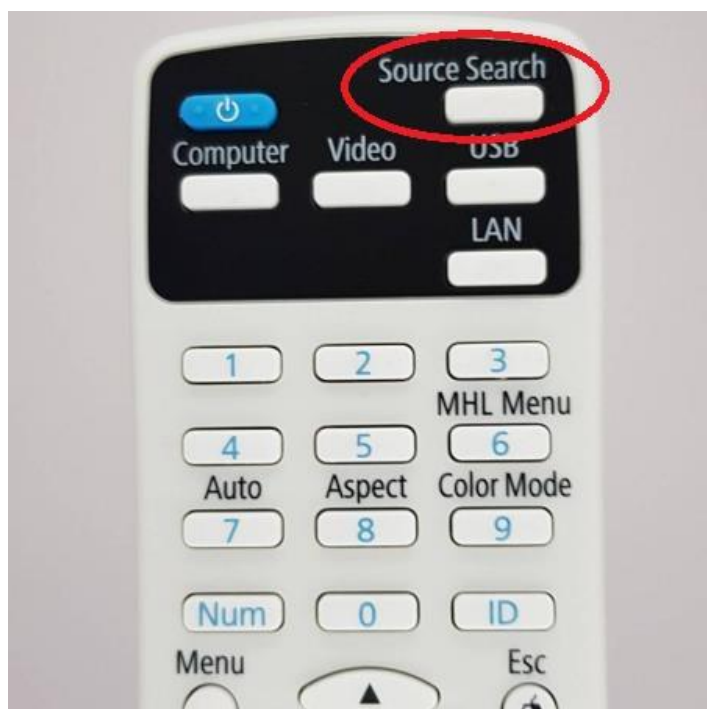 Source Search
Computer Video USB
LAN
1 2 3
MHL Menu
4 5 6
Auto Aspect Color Mode
7 8 9
Num 0 ID
Menu Esc